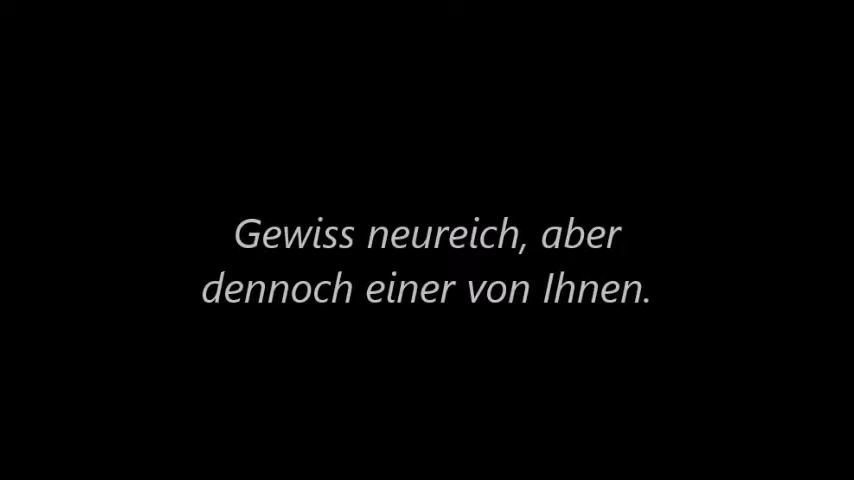 Gewiss neureich, aber
dennoch einer von Ihnen.